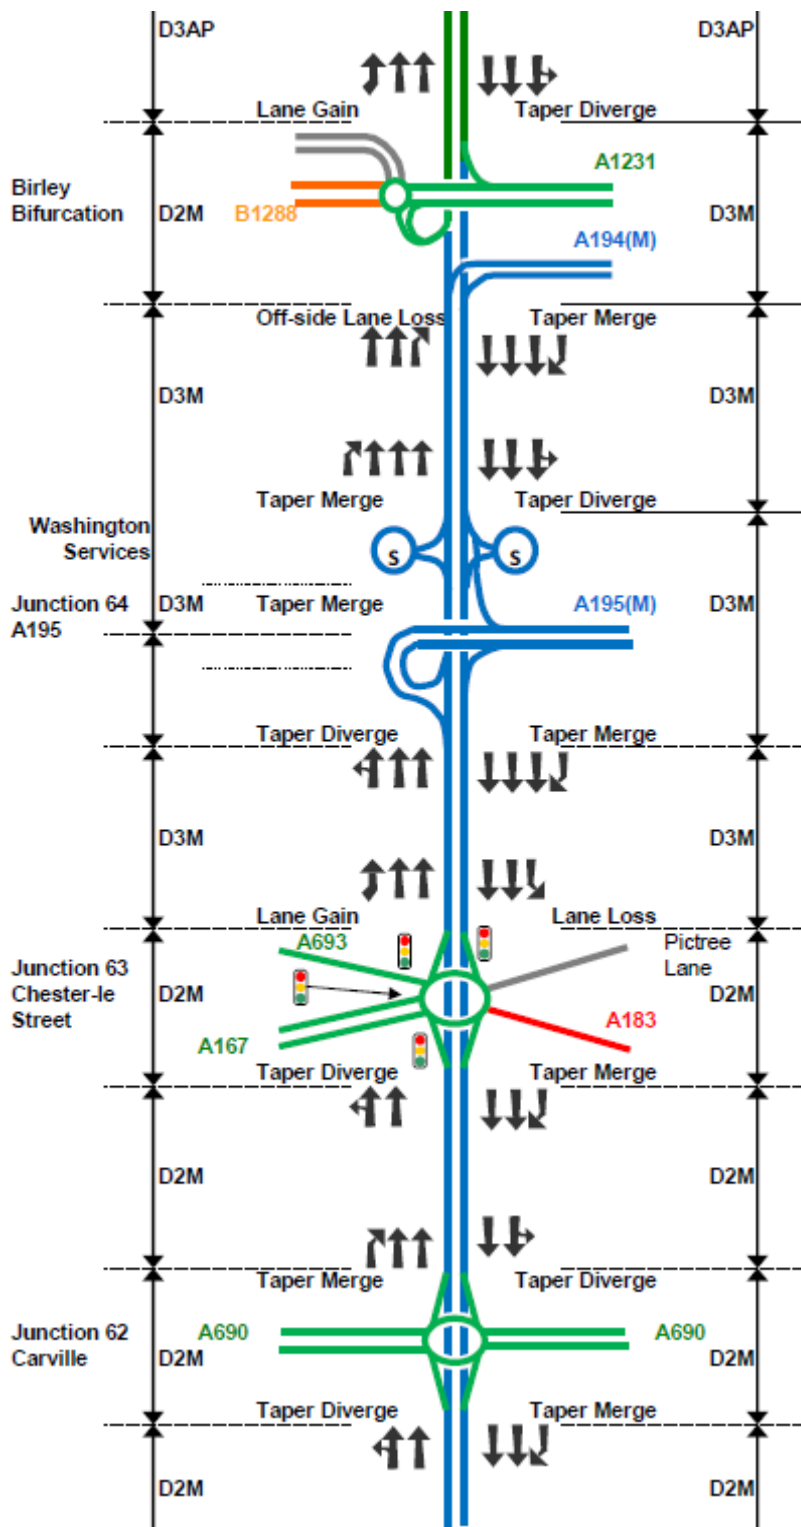 D3AP
D3AP
Lane Gain
Taper Diverge
A1231
Birley
Bifurcation
D2M
B1288
D3M
A194(M)
Off-side Lane Loss
Taper Merge
D3M
D3M
Taper Merge
Taper Diverge
Washington
Services
S
S
Junction 64
A195
D3M
Taper Merge
A195(M)
D3M
Taper Diverge
Taper Merge
D3M
D3M
Lane Gain
Lane Loss
A693
Pictree
Lane
Junction 63
Chester-le
Street
D2M
D2M
A183
A167
Taper Diverge
Taper Merge
D2M
D2M
Taper Merge
Taper Diverge
Junction 62
Carville
A690
A690
D2M
D2M
Taper Diverge
Taper Merge
D2M
D2M